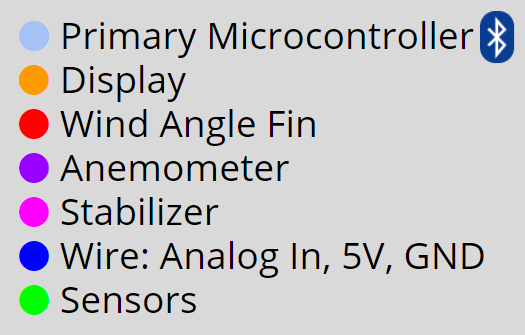 Primary Microcontroller
Display
Wind Angle Fin
Anemometer
Stabilizer
Wire: Analog In, 5V, GND
Sensors